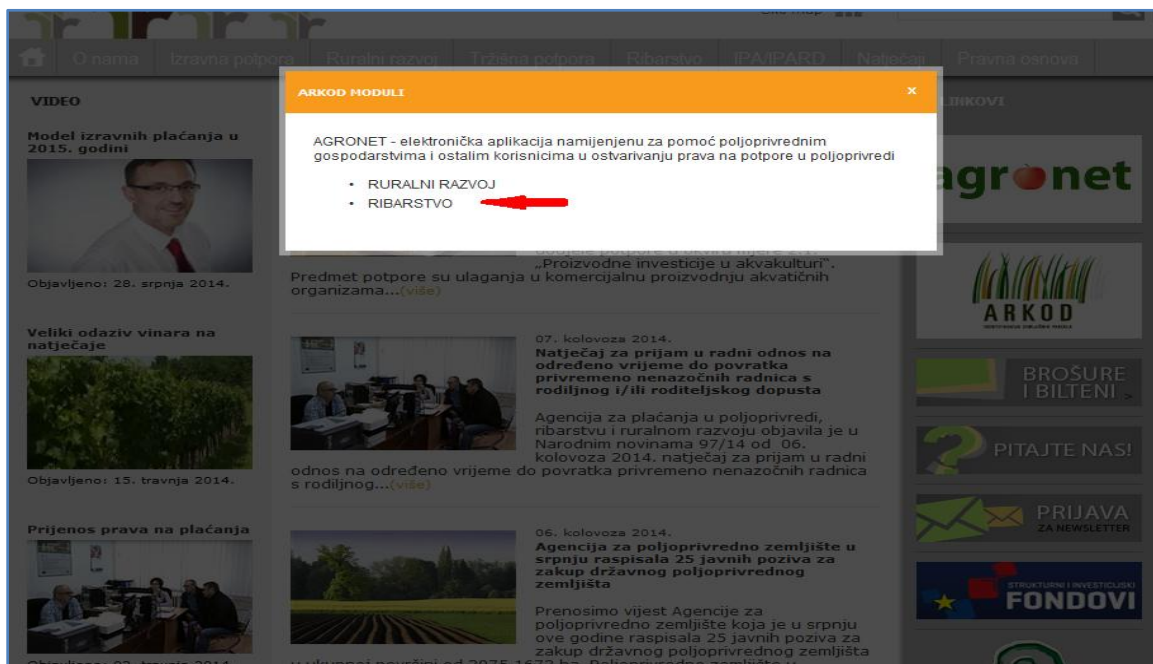 Site map
O nama
Izravna potpora
Ruralni razvoj
Tržišna potpora
Ribarstvo
IPA/IPARD
Natječaji
Pravna osnova
VIDEO
Model izravnih plaćanja u
2015. godini
Objavljeno: 28. srpnja 2014.
Veliki odaziv vinara na
natječaje
Objavljeno: 15. travnja 2014.
Prijenos prava na plaćanja
ARKOD MODULI
x
AGRONET - elektronička aplikacija namijenjenu za pomoć poljoprivrednim
gospodarstvima i ostalim korisnicima u ostvarivanju prava na potpore u poljoprivredi
• RURALNI RAZVOJ
• RIBARSTVO
„Proizvodne investicije u akvakulturi".
Predmet potpore su ulaganja u komercijalnu proizvodnju akvatičnih
organizama...(više)
07. kolovoza 2014.
Natječaj za prijam u radni odnos na
određeno vrijeme do povratka
privremeno nenazočnih radnica s
rodiljnog i/ili roditeljskog dopusta
Agencija za plaćanja u poljoprivredi,
ribarstvu i ruralnom razvoju objavila je u
Narodnim novinama 97/14 od 06.
kolovoza 2014. natječaj za prijam u radni
odnos na određeno vrijeme do povratka privremeno nenazočnih radnica
s rodiljnog...(više)
06. kolovoza 2014.
Agencija za poljoprivredno zemljište u
srpnju raspisala 25 javnih poziva za
zakup državnog poljoprivrednog
zemljišta
Prenosimo vijest Agencije za
poljoprivredno zemljište koja je u srpnju
ove godine raspisala 25 javnih poziva za
zakup državnog poljoprivrednog zemljišta
LINKOVI
agronet
ARKOD
BROŠURE
I BILTENI >
PITAJTE NAS!
PRIJAVA
ZA NEWSLETTER
STRUKTURNI I INVESTICIJSKI
FONDOVI